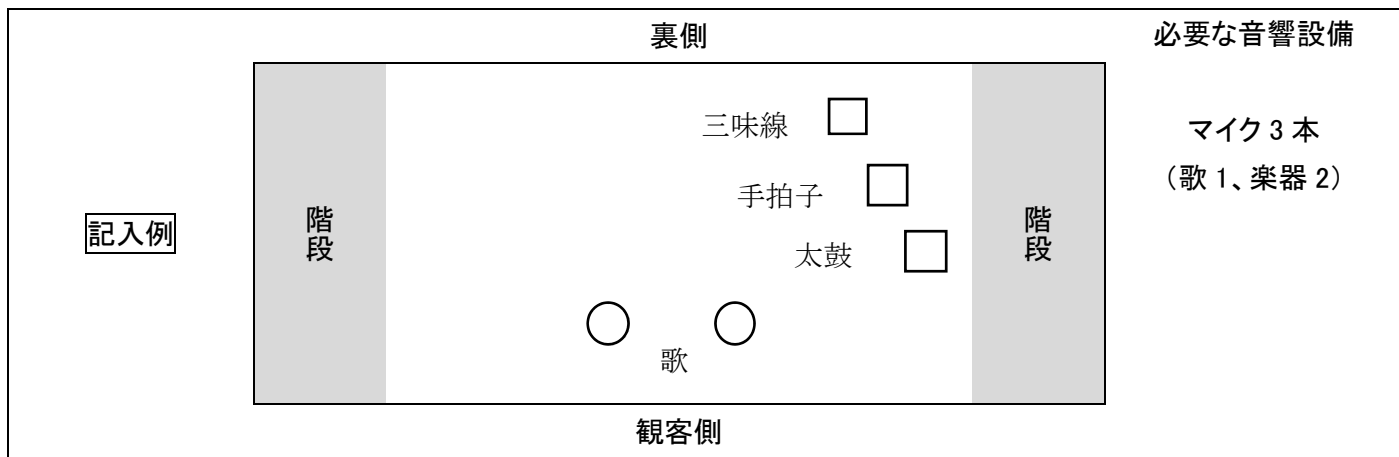 裏側
必要な音響設備
三味線
マイク 3 本
（歌 1、楽器 2）
手拍子
記入例
階段
階段
太鼓
歌
観客側